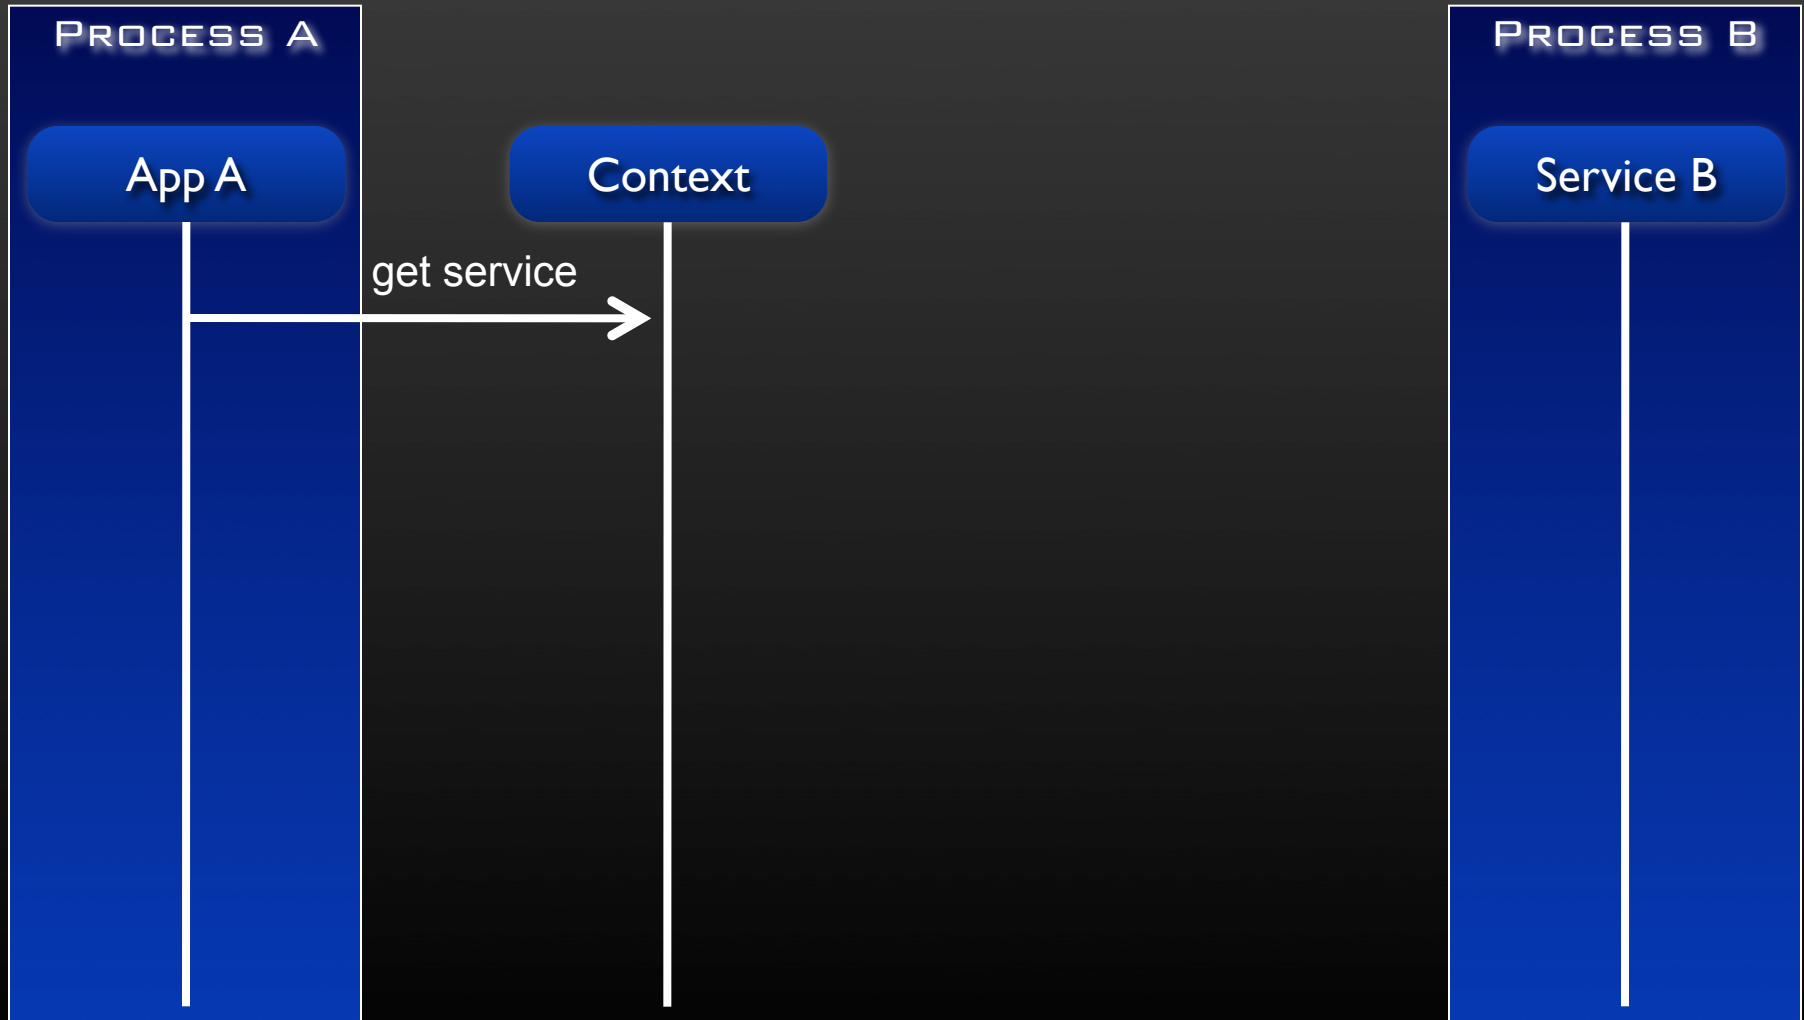 Process A
Process B
App A
Context
Service B
get service